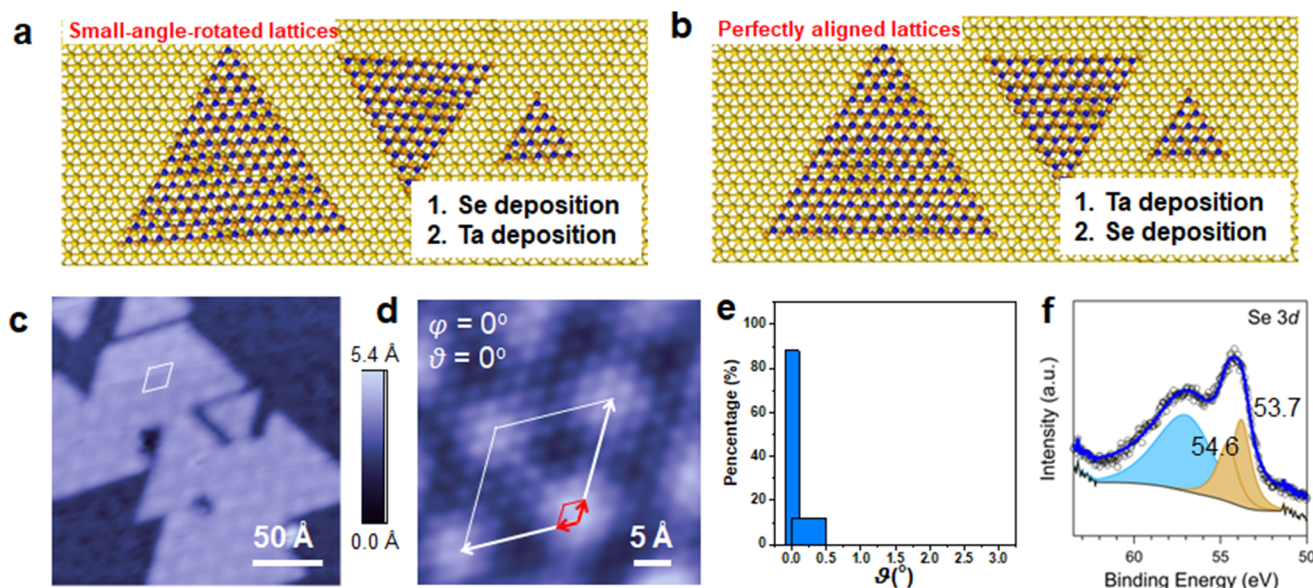 a
Small-angle-rotated lattices
1. Se deposition
2. Ta deposition
b
Perfectly aligned lattices
1. Ta deposition
2. Se deposition
c
5.4 Å
0.0 Å
50 Å
d
φ = 0°
ϑ = 0°
5 Å
e
Pencentage (%)
100
80
60
40
20
0
0.0 0.5 1.0 1.5 2.0 2.5 3.0
ϑ(°)
f
Se 3d
53.7
54.6
Intensity (a.u.)
60 55 50
Binding Energy (eV)